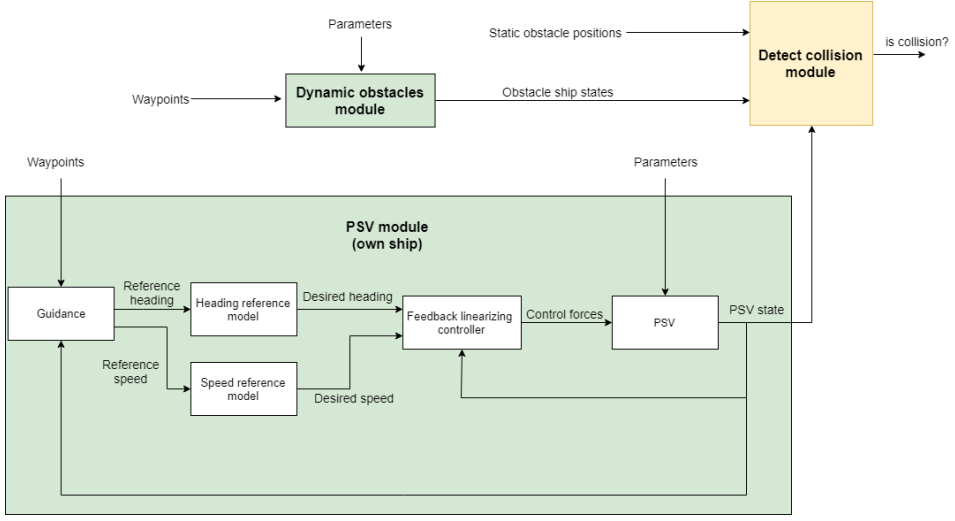 Parameters
Static obstacle positions
is collision?
Detect collision
module
Waypoints
Dynamic obstacles
module
Obstacle ship states
Waypoints
Parameters
PSV module
(own ship)
Guidance
Reference
heading
Heading reference
model
Desired heading
Feedback linearizing
controller
Control forces
PSV
PSV state
Reference
speed
Speed reference
model
Desired speed